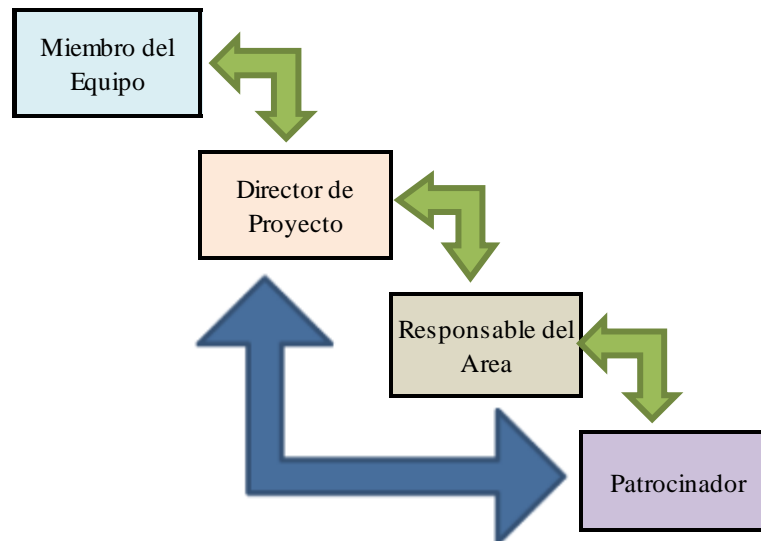 Miembro del
Equipo
Director de
Proyecto
Responsable del
Area
Patrocinador